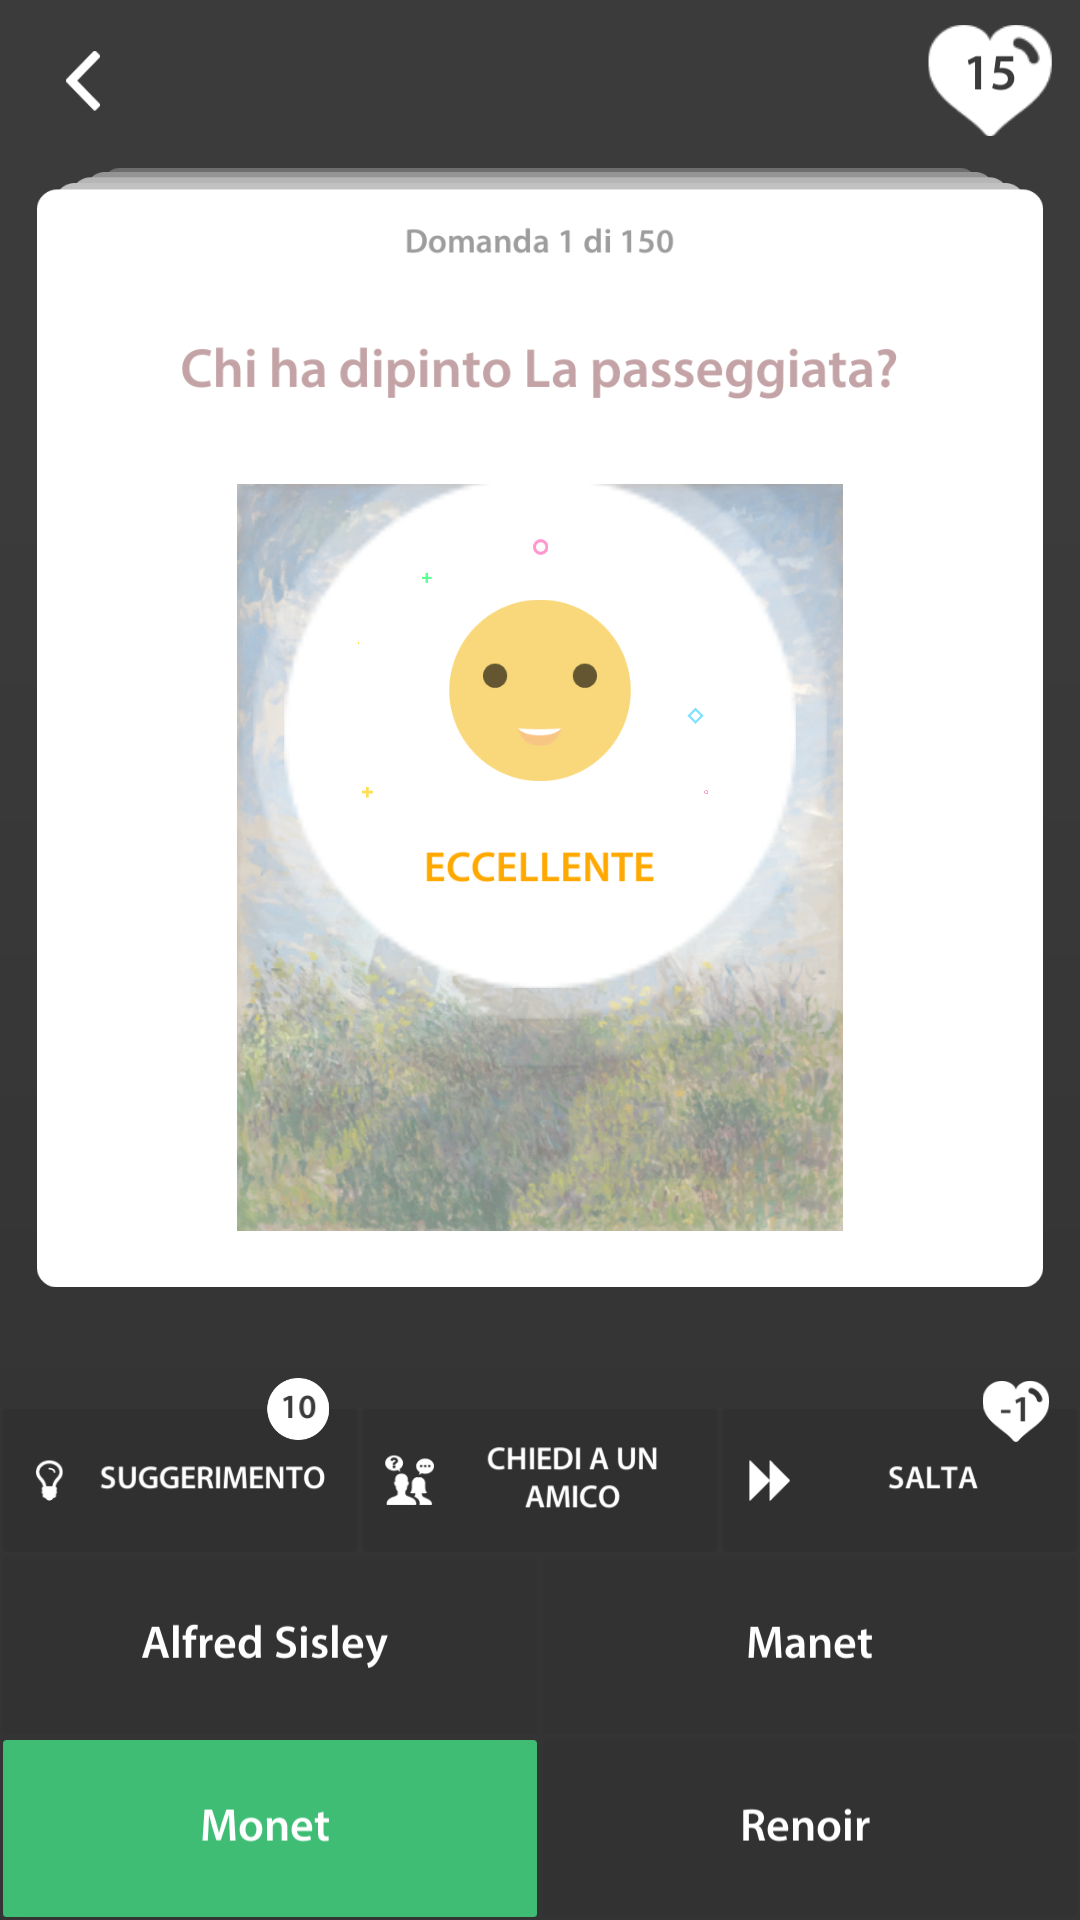 15
Domanda 1 di 150
Chi ha dipinto La passeggiata?
ECCELLENTE
10
-1
SUGGERIMENTO
CHIEDI A UN
AMICO
SALTA
Alfred Sisley
Manet
Monet
Renoir